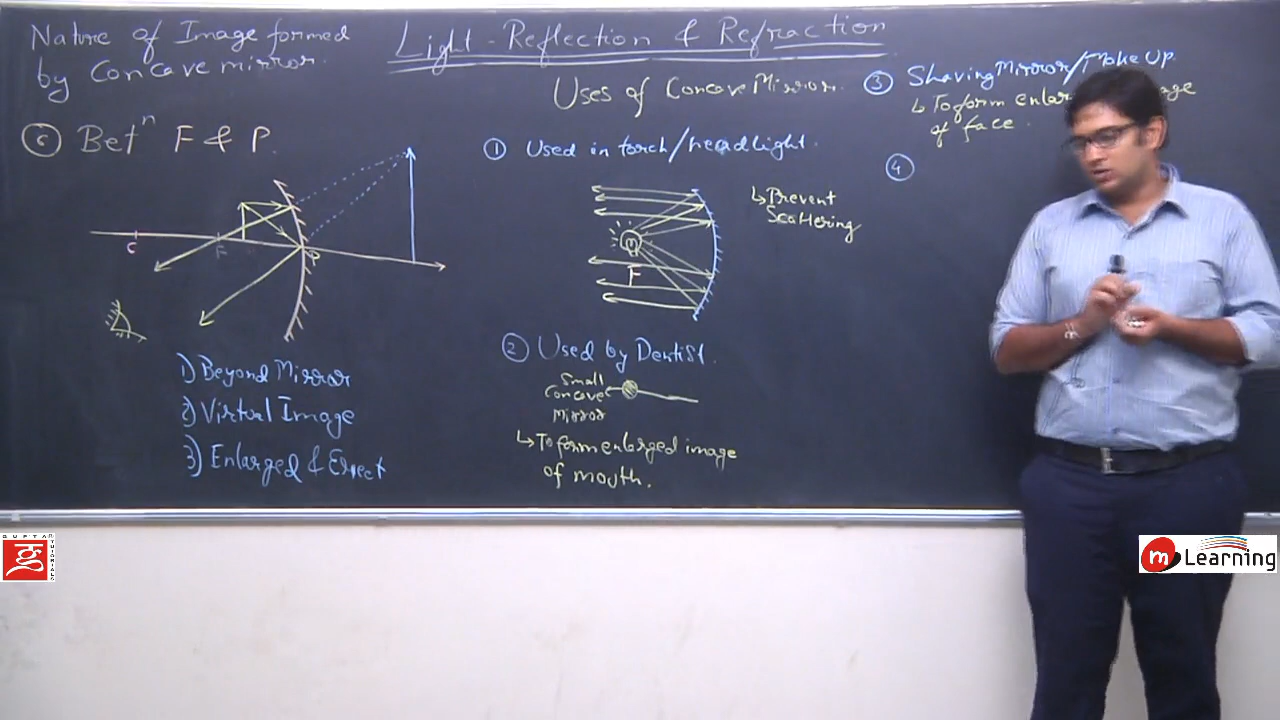 Nature of Image formed
by Concave mirror.
Light - Reflection & Refraction
Uses of Concave Mirror.
C Betⁿ F & P.
C
F
P
1) Beyond Mirror
2) Virtual Image
3) Enlarged & Erect
1 Used in torch/headlight.
↳ Prevent
Scattering
F
2 Used by Dentist.
Small
Concave
Mirror
↳ To form enlarged image
of mouth.
3 Shaving Mirror/Make Up
↳ To form
of face.
4
GUPTA
TUTORIALS
m Learning